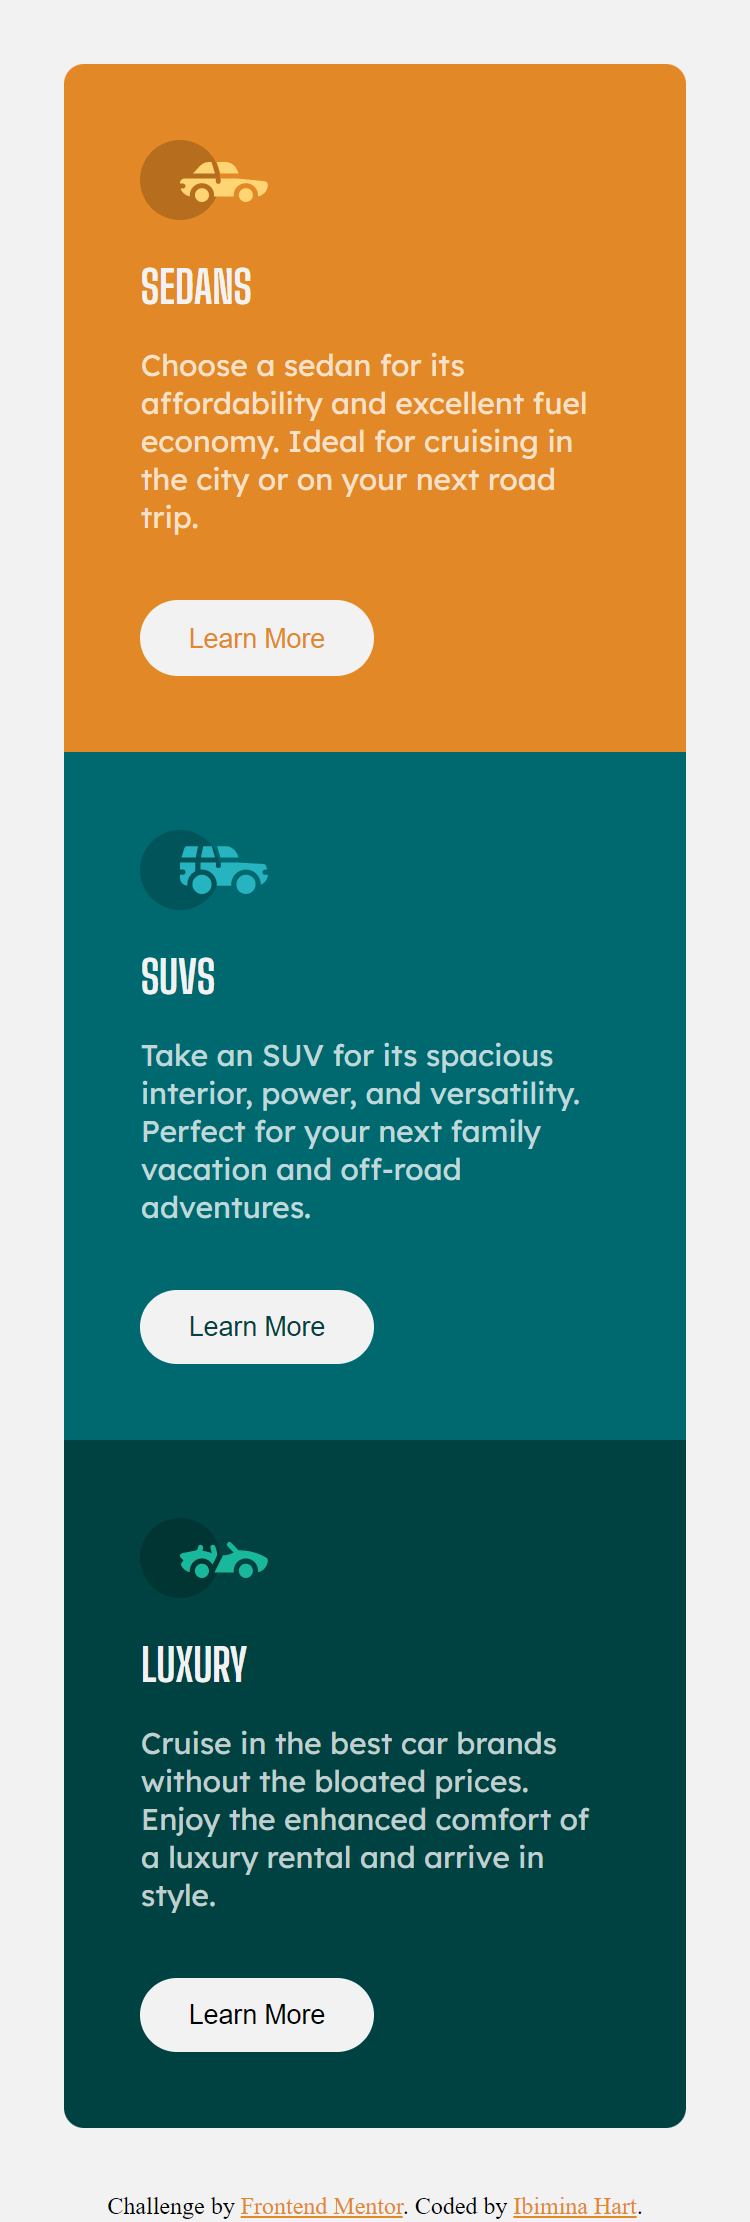 SEDANS
Choose a sedan for its
affordability and excellent fuel
economy. Ideal for cruising in
the city or on your next road
trip.
Learn More
SUVS
Take an SUV for its spacious
interior, power, and versatility.
Perfect for your next family
vacation and off-road
adventures.
Learn More
LUXURY
Cruise in the best car brands
without the bloated prices.
Enjoy the enhanced comfort of
a luxury rental and arrive in
style.
Learn More
Challenge by Frontend Mentor. Coded by Ibimina Hart.